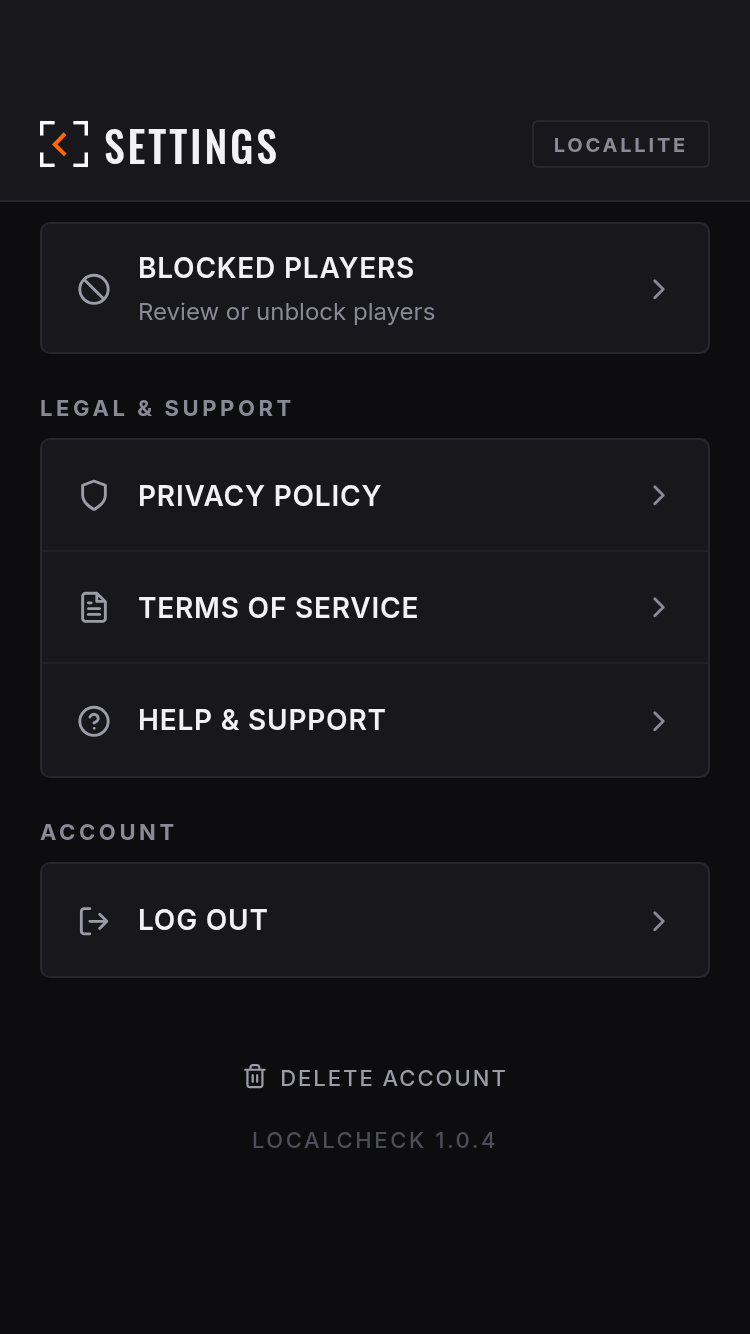 SETTINGS
LOCALLITE
BLOCKED PLAYERS
Review or unblock players
LEGAL & SUPPORT
PRIVACY POLICY
TERMS OF SERVICE
HELP & SUPPORT
ACCOUNT
LOG OUT
DELETE ACCOUNT
LOCALCHECK 1.0.4